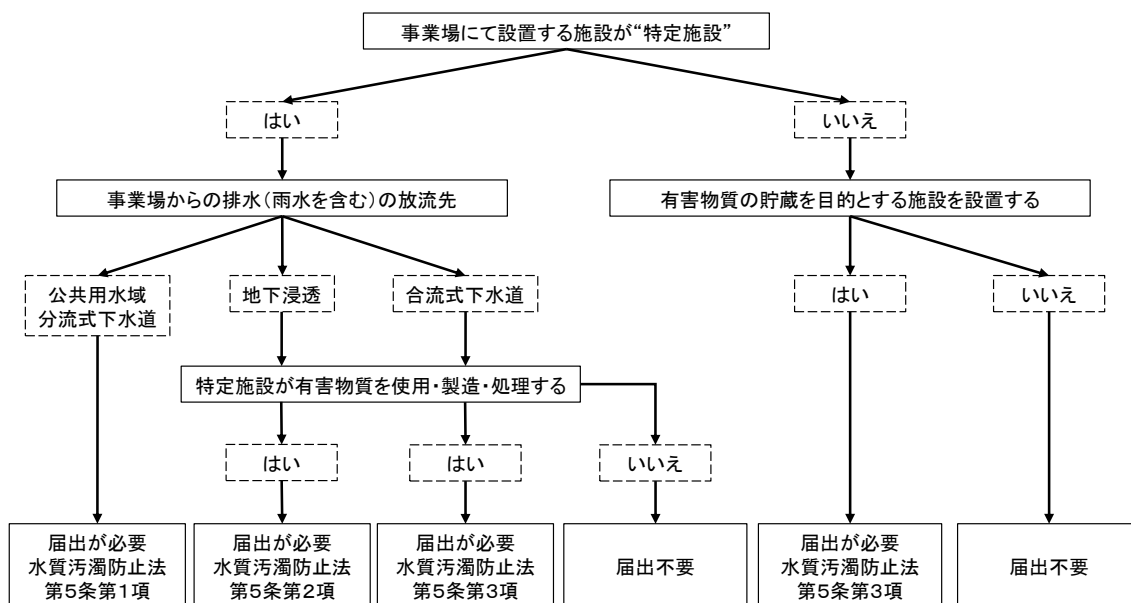 事業場にて設置する施設が“特定施設”
はい
いいえ
事業場からの排水(雨水を含む)の放流先
有害物質の貯蔵を目的とする施設を設置する
公共用水域
分流式下水道
地下浸透
合流式下水道
はい
いいえ
特定施設が有害物質を使用・製造・処理する
はい
はい
いいえ
届出が必要
水質汚濁防止法
第5条第1項
届出が必要
水質汚濁防止法
第5条第2項
届出が必要
水質汚濁防止法
第5条第3項
届出不要
届出が必要
水質汚濁防止法
第5条第3項
届出不要